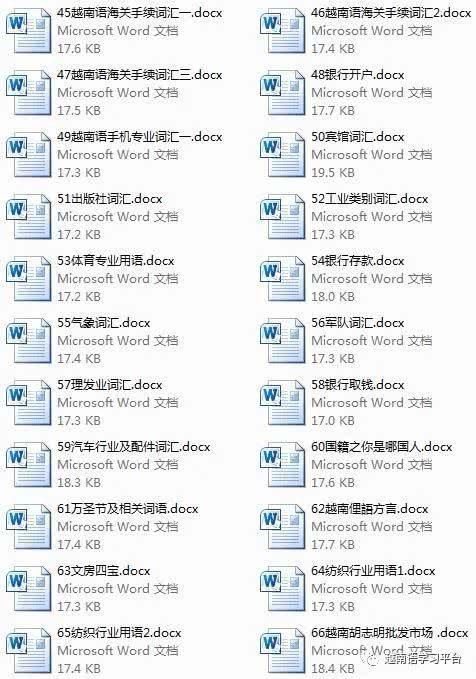 45越南语海关手续词汇一.docx
Microsoft Word 文档
17.6 KB
46越南语海关手续词汇2.docx
Microsoft Word 文档
17.4 KB
47越南语海关手续词汇三.docx
Microsoft Word 文档
17.5 KB
48银行开户.docx
Microsoft Word 文档
17.7 KB
49越南语手机专业词汇一.docx
Microsoft Word 文档
17.3 KB
50宾馆词汇.docx
Microsoft Word 文档
19.5 KB
51出版社词汇.docx
Microsoft Word 文档
17.2 KB
52工业类别词汇.docx
Microsoft Word 文档
17.3 KB
53体育专业用语.docx
Microsoft Word 文档
17.2 KB
54银行存款.docx
Microsoft Word 文档
18.0 KB
55气象词汇.docx
Microsoft Word 文档
17.4 KB
56军队词汇.docx
Microsoft Word 文档
17.3 KB
57理发业词汇.docx
Microsoft Word 文档
17.3 KB
58银行取钱.docx
Microsoft Word 文档
17.0 KB
59汽车行业及配件词汇.docx
Microsoft Word 文档
18.3 KB
60国籍之你是哪国人.docx
Microsoft Word 文档
17.6 KB
61万圣节及相关词语.docx
Microsoft Word 文档
17.4 KB
62越南俚語方言.docx
Microsoft Word 文档
17.7 KB
63文房四宝.docx
Microsoft Word 文档
17.3 KB
64纺织行业用语1.docx
Microsoft Word 文档
17.3 KB
65纺织行业用语2.docx
Microsoft Word 文档
17.4 KB
66越南胡志明批发市场 .docx
Microsoft Word 文档
18.4 KB
越南语学习平台